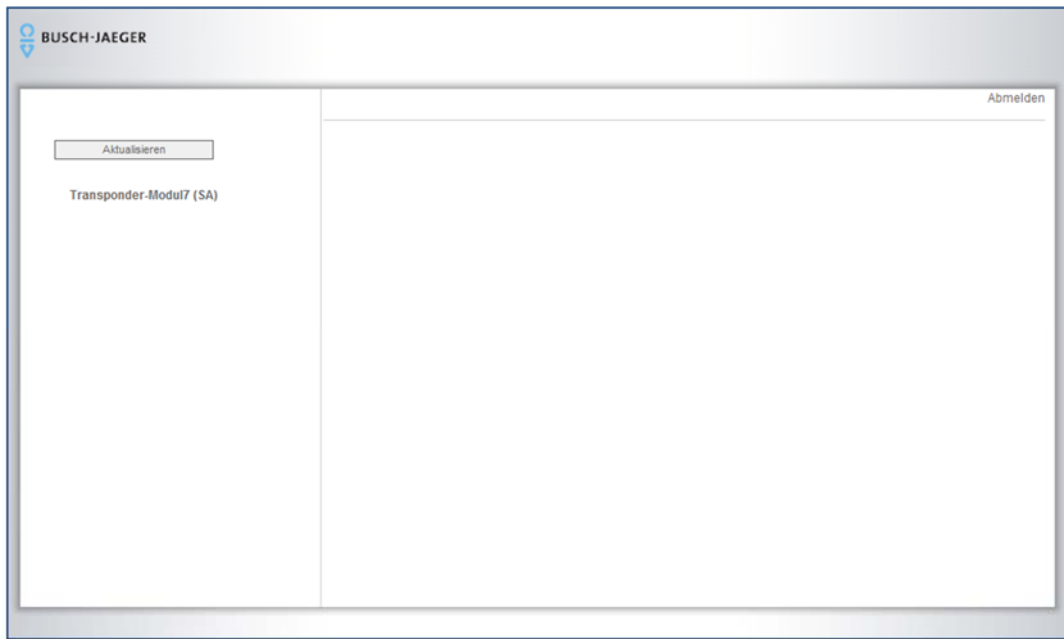 BUSCH-JAEGER
Abmelden
Aktualisieren
Transponder-Modul7 (SA)